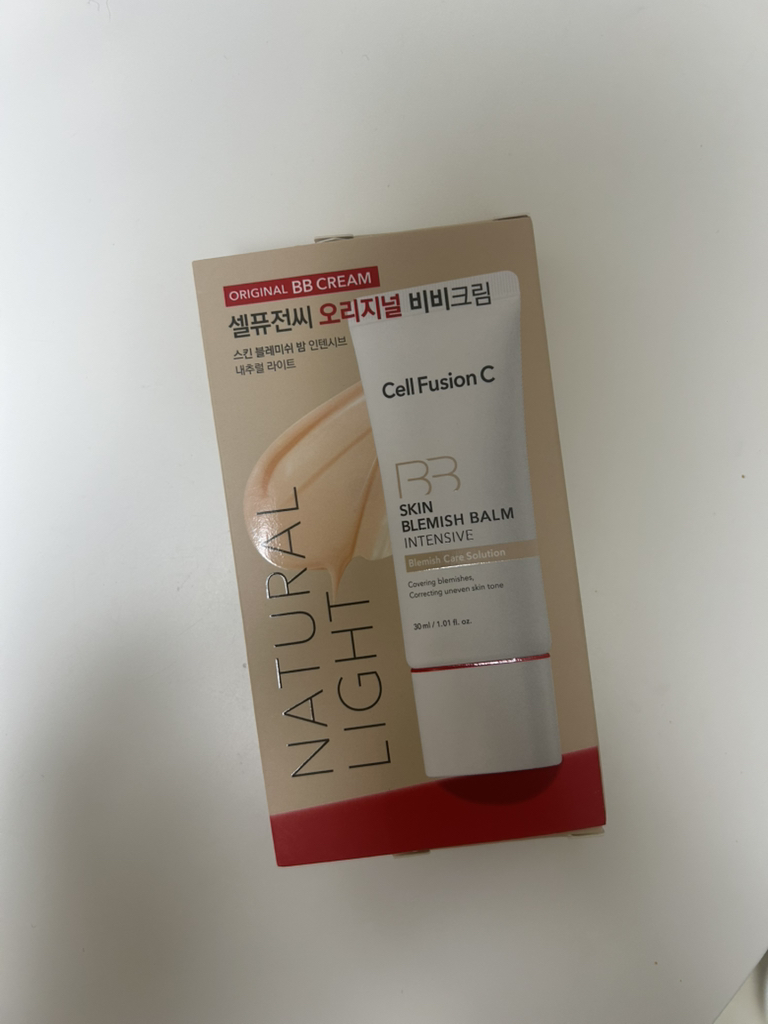 ORIGINAL BB CREAM
셀퓨전씨 오리지널 비비크림
스킨 블레미쉬 밤 인텐시브
내추럴 라이트
Cell Fusion C
BB
SKIN
BLEMISH BALM
INTENSIVE
Blemish Care Solution
Covering blemishes,
Correcting uneven skin tone
30 ml / 1.01 fl. oz.
NATURAL
LIGHT